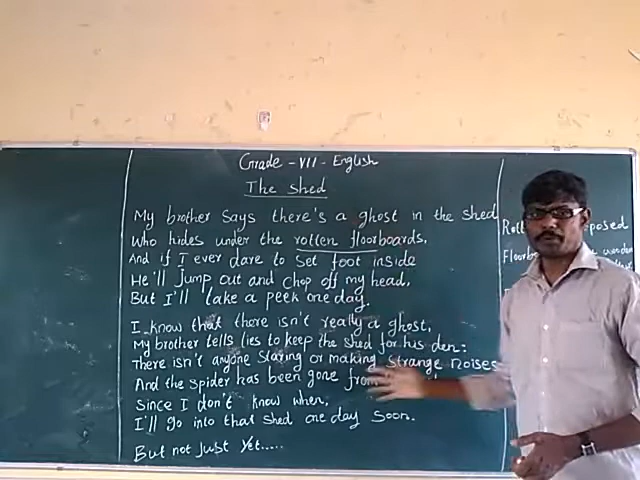 Grade - VII - English
The shed
My brother says there's a ghost in the shed
Who hides under the rotten floorboards,
And if I ever dare to set foot inside
He'll jump out and chop off my head,
But I'll take a peek one day.
I know that there isn't really a ghost,
My brother tells lies to keep the shed for his den:
There isn't anyone staring or making strange noises
And the spider has been gone from
Since I don't know when,
I'll go into that shed one day soon.
But not just yet.....
Rott posed
Floorb wooden